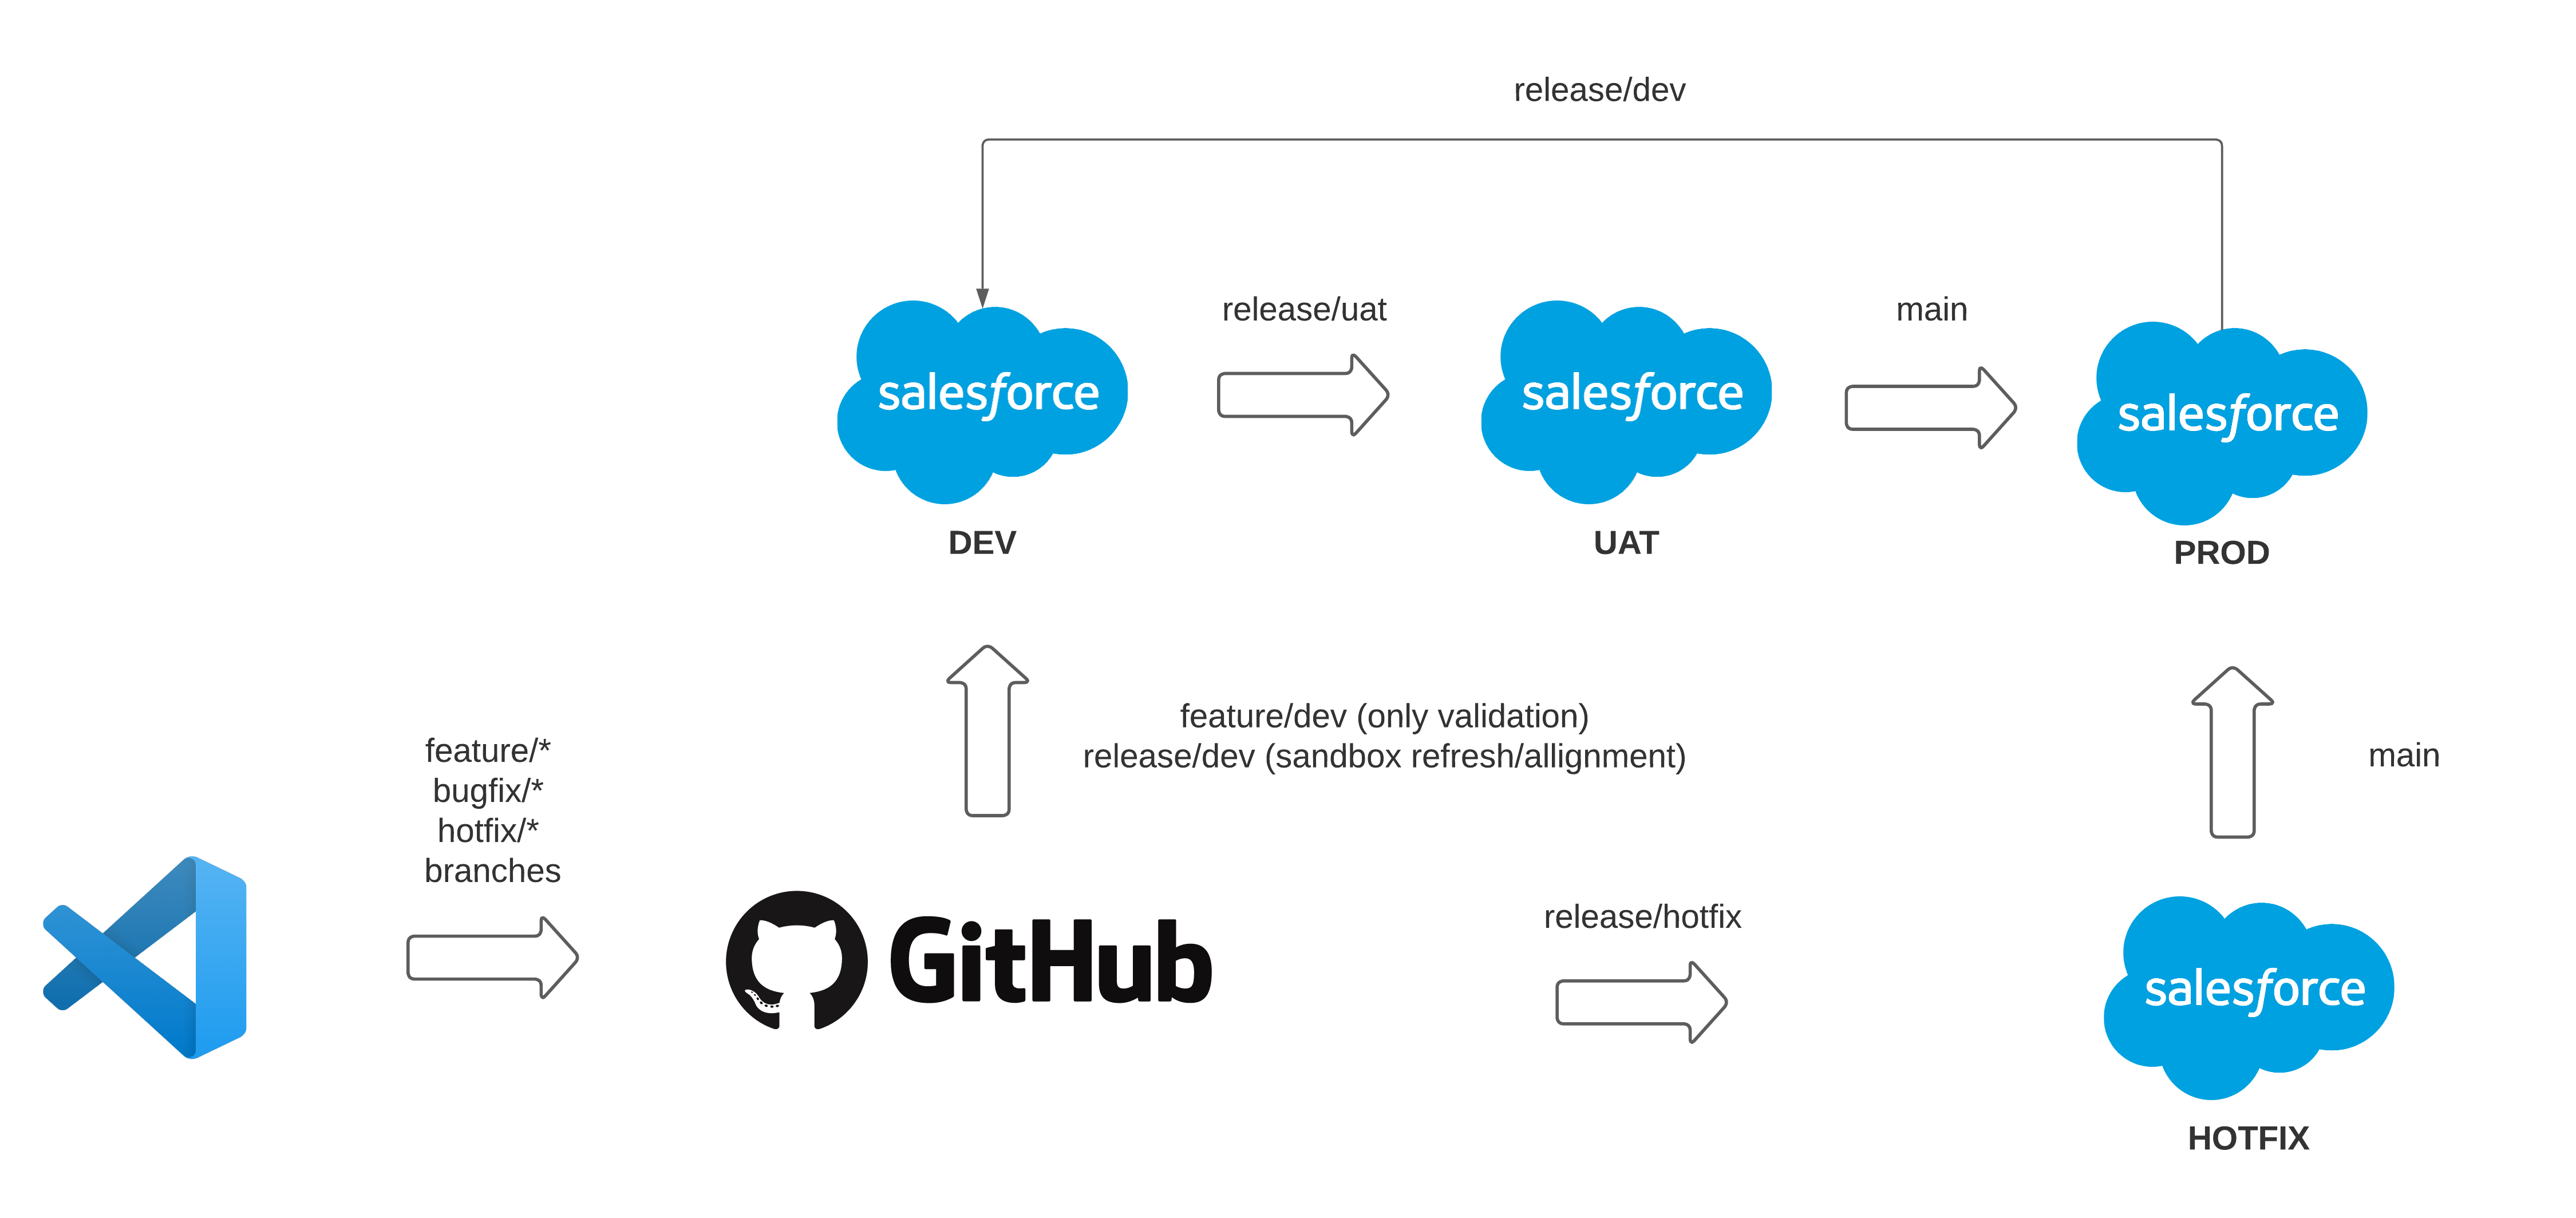 release/dev
release/uat
main
salesforce
salesforce
salesforce
DEV
UAT
PROD
feature/dev (only validation)
release/dev (sandbox refresh/allignment)
main
feature/*
bugfix/*
hotfix/*
branches
GitHub
release/hotfix
salesforce
HOTFIX